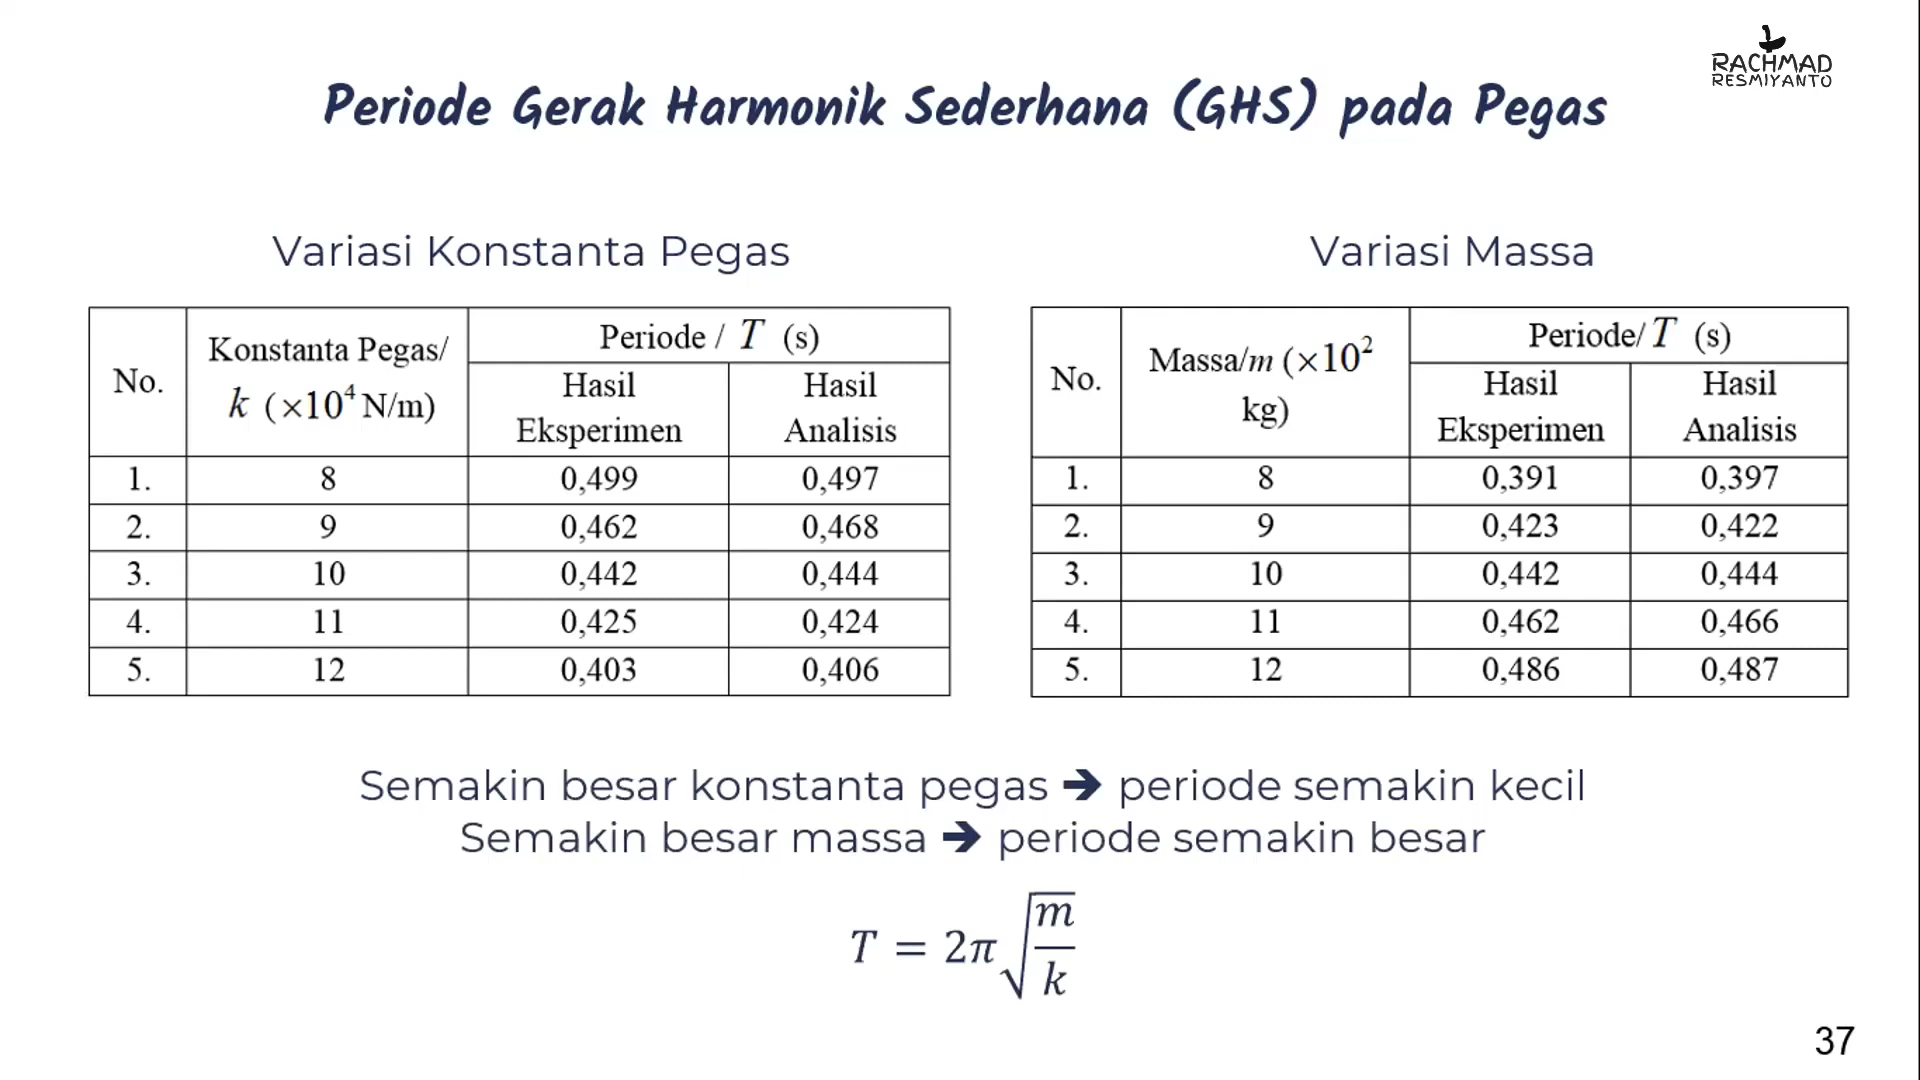 RACHMAD
RESMIYANTO
Periode Gerak Harmonik Sederhana (GHS) pada Pegas
Variasi Konstanta Pegas
No. Konstanta Pegas/ k (×10⁴ N/m) Periode / T (s)
Hasil Eksperimen Hasil Analisis
1. 8 0,499 0,497
2. 9 0,462 0,468
3. 10 0,442 0,444
4. 11 0,425 0,424
5. 12 0,403 0,406
Variasi Massa
No. Massa/m (×10² kg) Periode/ T (s)
Hasil Eksperimen Hasil Analisis
1. 8 0,391 0,397
2. 9 0,423 0,422
3. 10 0,442 0,444
4. 11 0,462 0,466
5. 12 0,486 0,487
Semakin besar konstanta pegas ➔ periode semakin kecil
Semakin besar massa ➔ periode semakin besar
T = 2π√(m/k)
37